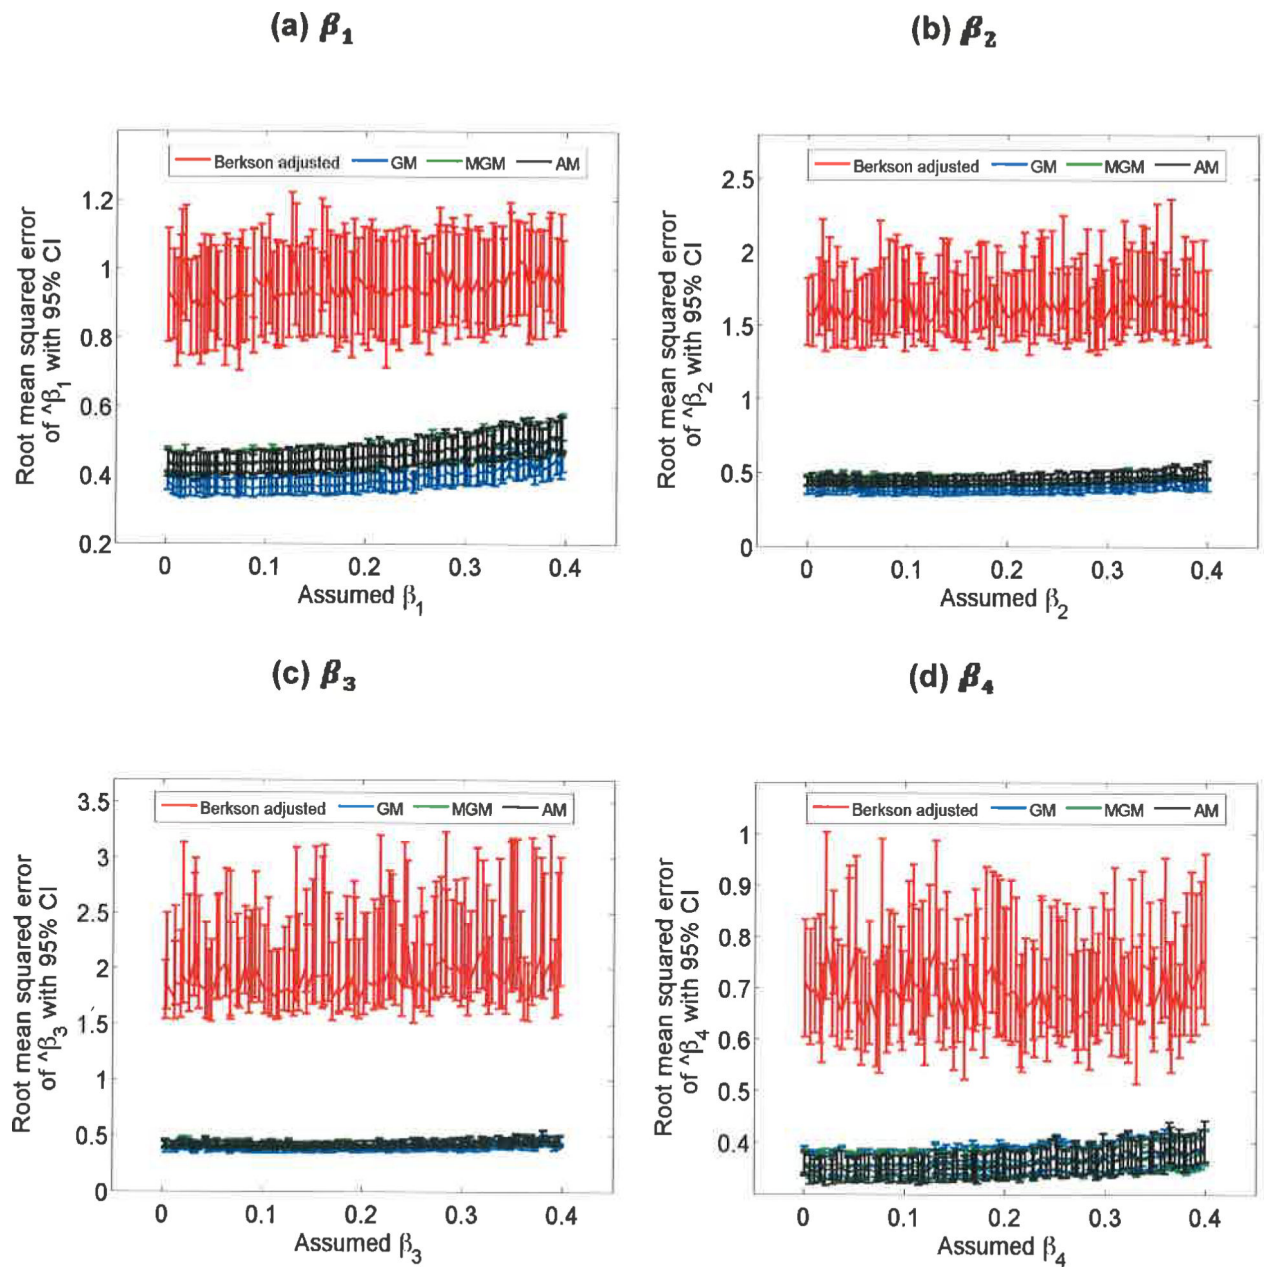 (a) β₁
Berkson adjusted GM MGM AM
Root mean squared error
of ^β₁ with 95% CI
1.2
1
0.8
0.6
0.4
0.2
0 0.1 0.2 0.3 0.4
Assumed β₁
(b) β₂
Berkson adjusted GM MGM AM
Root mean squared error
of ^β₂ with 95% CI
2.5
2
1.5
1
0.5
0
0 0.1 0.2 0.3 0.4
Assumed β₂
(c) β₃
Berkson adjusted GM MGM AM
Root mean squared error
of ^β₃ with 95% CI
3.5
3
2.5
2
1.5
1
0.5
0
0 0.1 0.2 0.3 0.4
Assumed β₃
(d) β₄
Berkson adjusted GM MGM AM
Root mean squared error
of ^β₄ with 95% CI
1
0.9
0.8
0.7
0.6
0.5
0.4
0 0.1 0.2 0.3 0.4
Assumed β₄